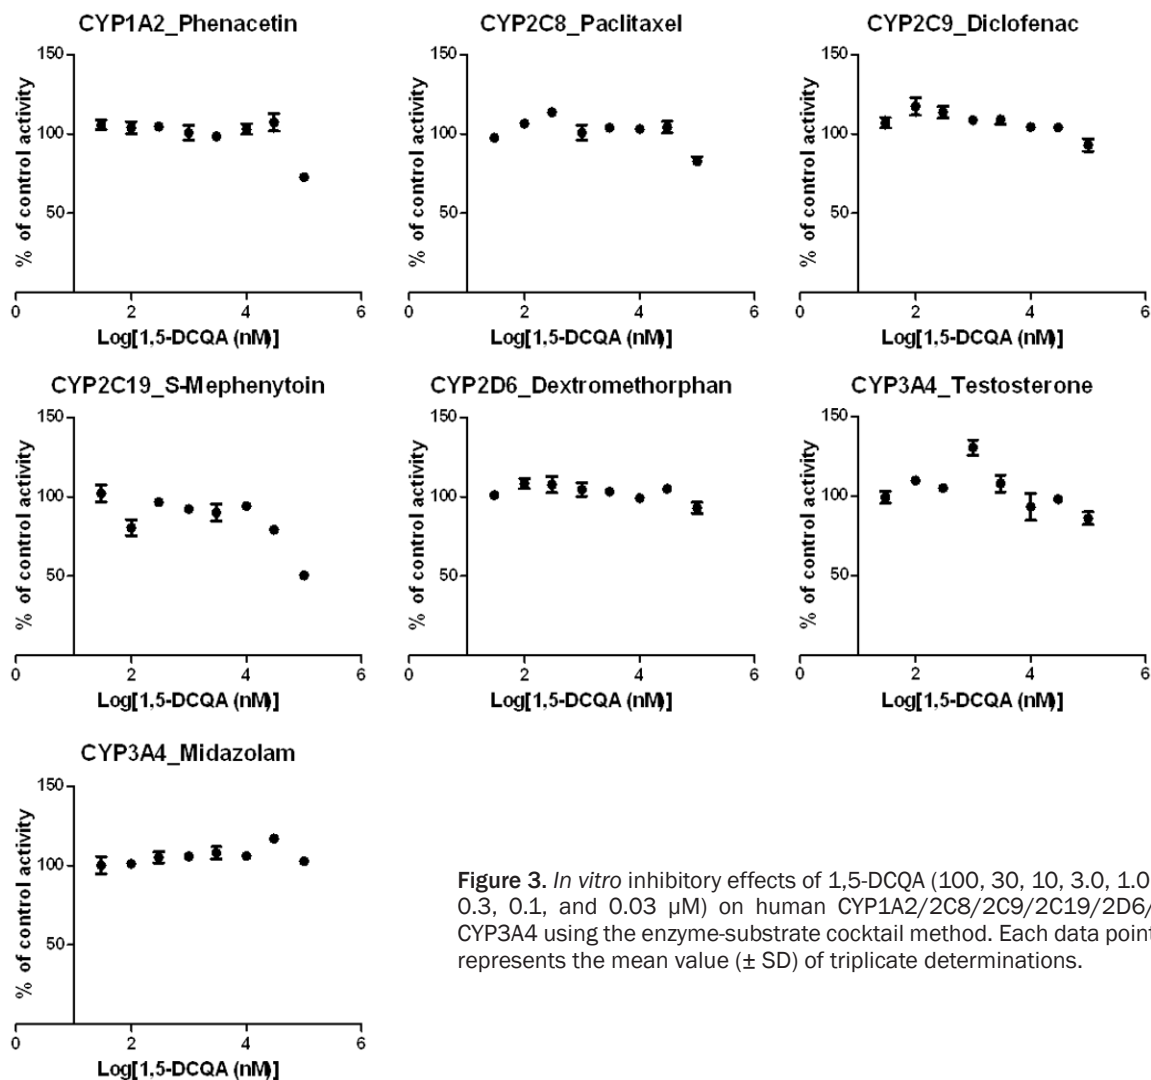 CYP1A2_Phenacetin
150
100
50
% of control activity
0 2 4 6
Log[1,5-DCQA (nM)]
CYP2C8_Paclitaxel
150
100
50
% of control activity
0 2 4 6
Log[1,5-DCQA (nM)]
CYP2C9_Diclofenac
150
100
50
% of control activity
0 2 4 6
Log[1,5-DCQA (nM)]
CYP2C19_S-Mephenytoin
150
100
50
% of control activity
0 2 4 6
Log[1,5-DCQA (nM)]
CYP2D6_Dextromethorphan
150
100
50
% of control activity
0 2 4 6
Log[1,5-DCQA (nM)]
CYP3A4_Testosterone
150
100
50
% of control activity
0 2 4 6
Log[1,5-DCQA (nM)]
CYP3A4_Midazolam
150
100
50
% of control activity
0 2 4 6
Log[1,5-DCQA (nM)]
Figure 3. In vitro inhibitory effects of 1,5-DCQA (100, 30, 10, 3.0, 1.0
0.3, 0.1, and 0.03 μM) on human CYP1A2/2C8/2C9/2C19/2D6/
CYP3A4 using the enzyme-substrate cocktail method. Each data point
represents the mean value (± SD) of triplicate determinations.